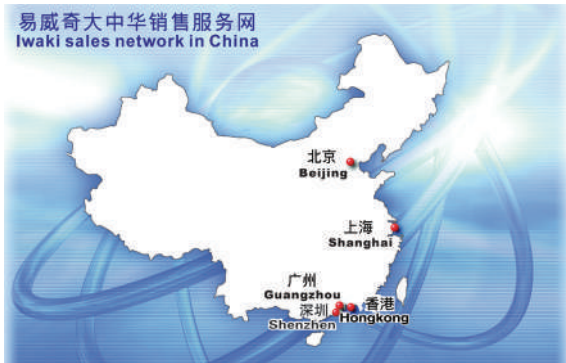 易威奇大中华销售服务网
Iwaki sales network in China
北京
Beijing
上海
Shanghai
广州
Guangzhou
深圳
Shenzhen
香港
Hongkong